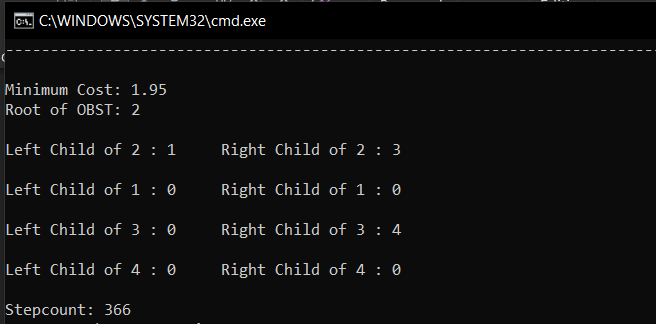 C:\WINDOWS\SYSTEM32\cmd.exe
--------------------------------------------------------------------------------
Minimum Cost: 1.95
Root of OBST: 2
Left Child of 2 : 1     Right Child of 2 : 3
Left Child of 1 : 0     Right Child of 1 : 0
Left Child of 3 : 0     Right Child of 3 : 4
Left Child of 4 : 0     Right Child of 4 : 0
Stepcount: 366